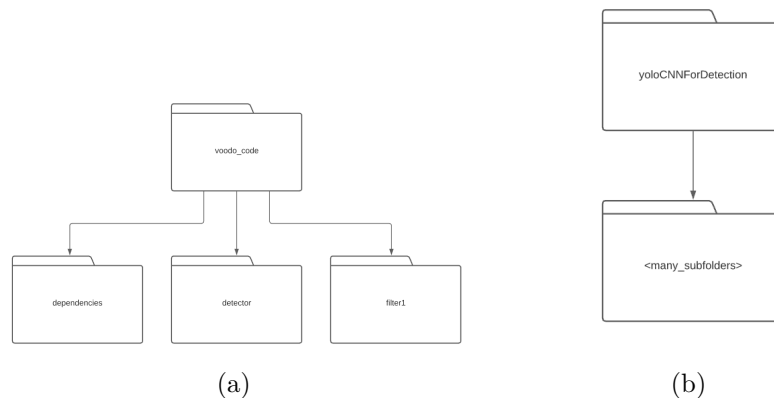 yoloCNNForDetection
voodo_code
<many_subfolders>
dependencies
detector
filter1
(a)
(b)